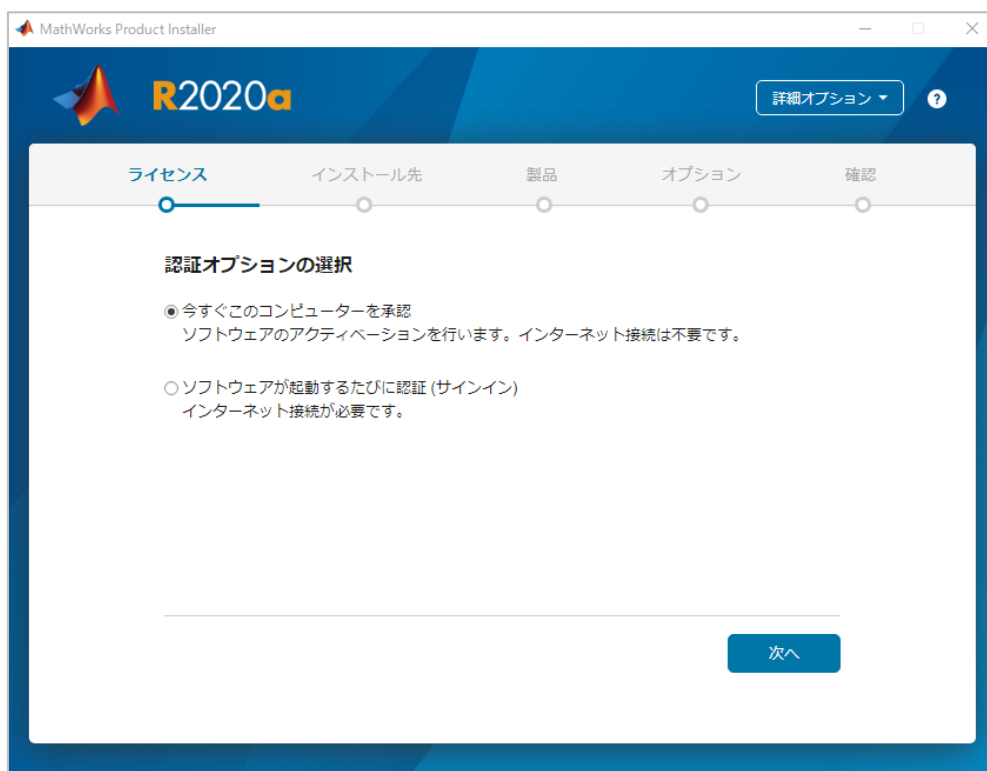 MathWorks Product Installer
R2020a
詳細オプション
?
ライセンス
インストール先
製品
オプション
確認
認証オプションの選択
今すぐこのコンピューターを承認
ソフトウェアのアクティベーションを行います。インターネット接続は不要です。
ソフトウェアが起動するたびに認証 (サインイン)
インターネット接続が必要です。
次へ